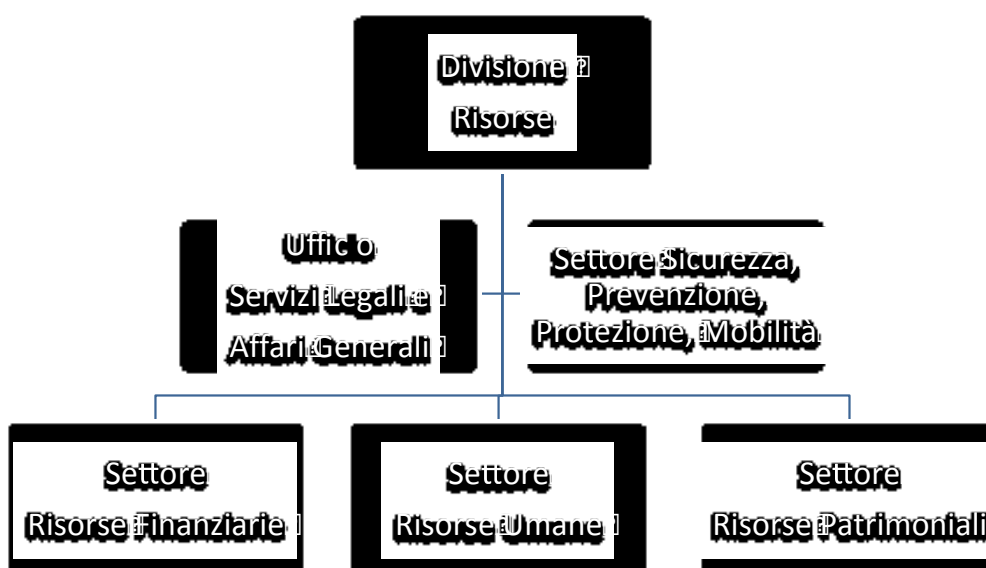 Divisione
Risorse
Uffic o
Servizi Legali e
Affari Generali
Settore Sicurezza,
Prevenzione,
Protezione, Mobilità
Settore
Risorse Finanziarie
Settore
Risorse Umane
Settore
Risorse Patrimoniali